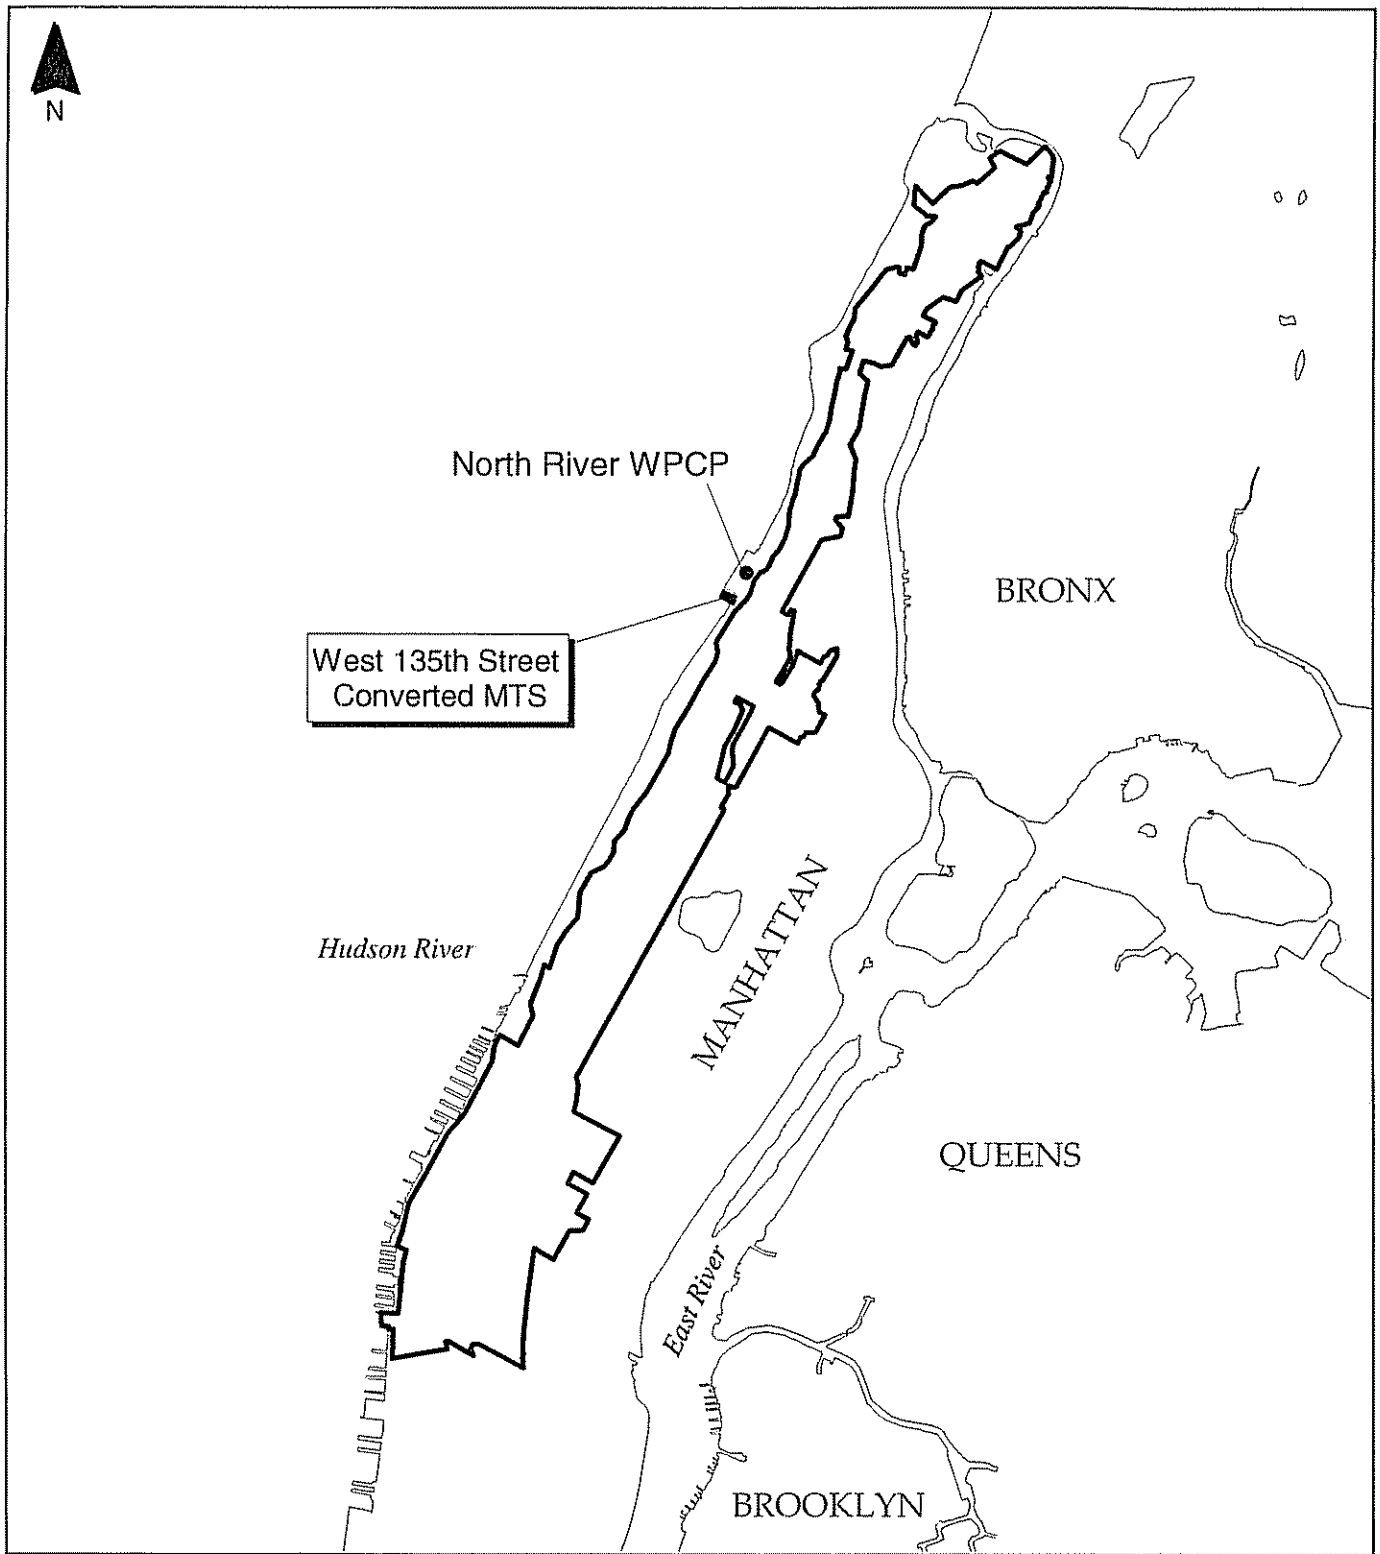 N
North River WPCP
West 135th Street
Converted MTS
BRONX
MANHATTAN
Hudson River
QUEENS
East River
BROOKLYN